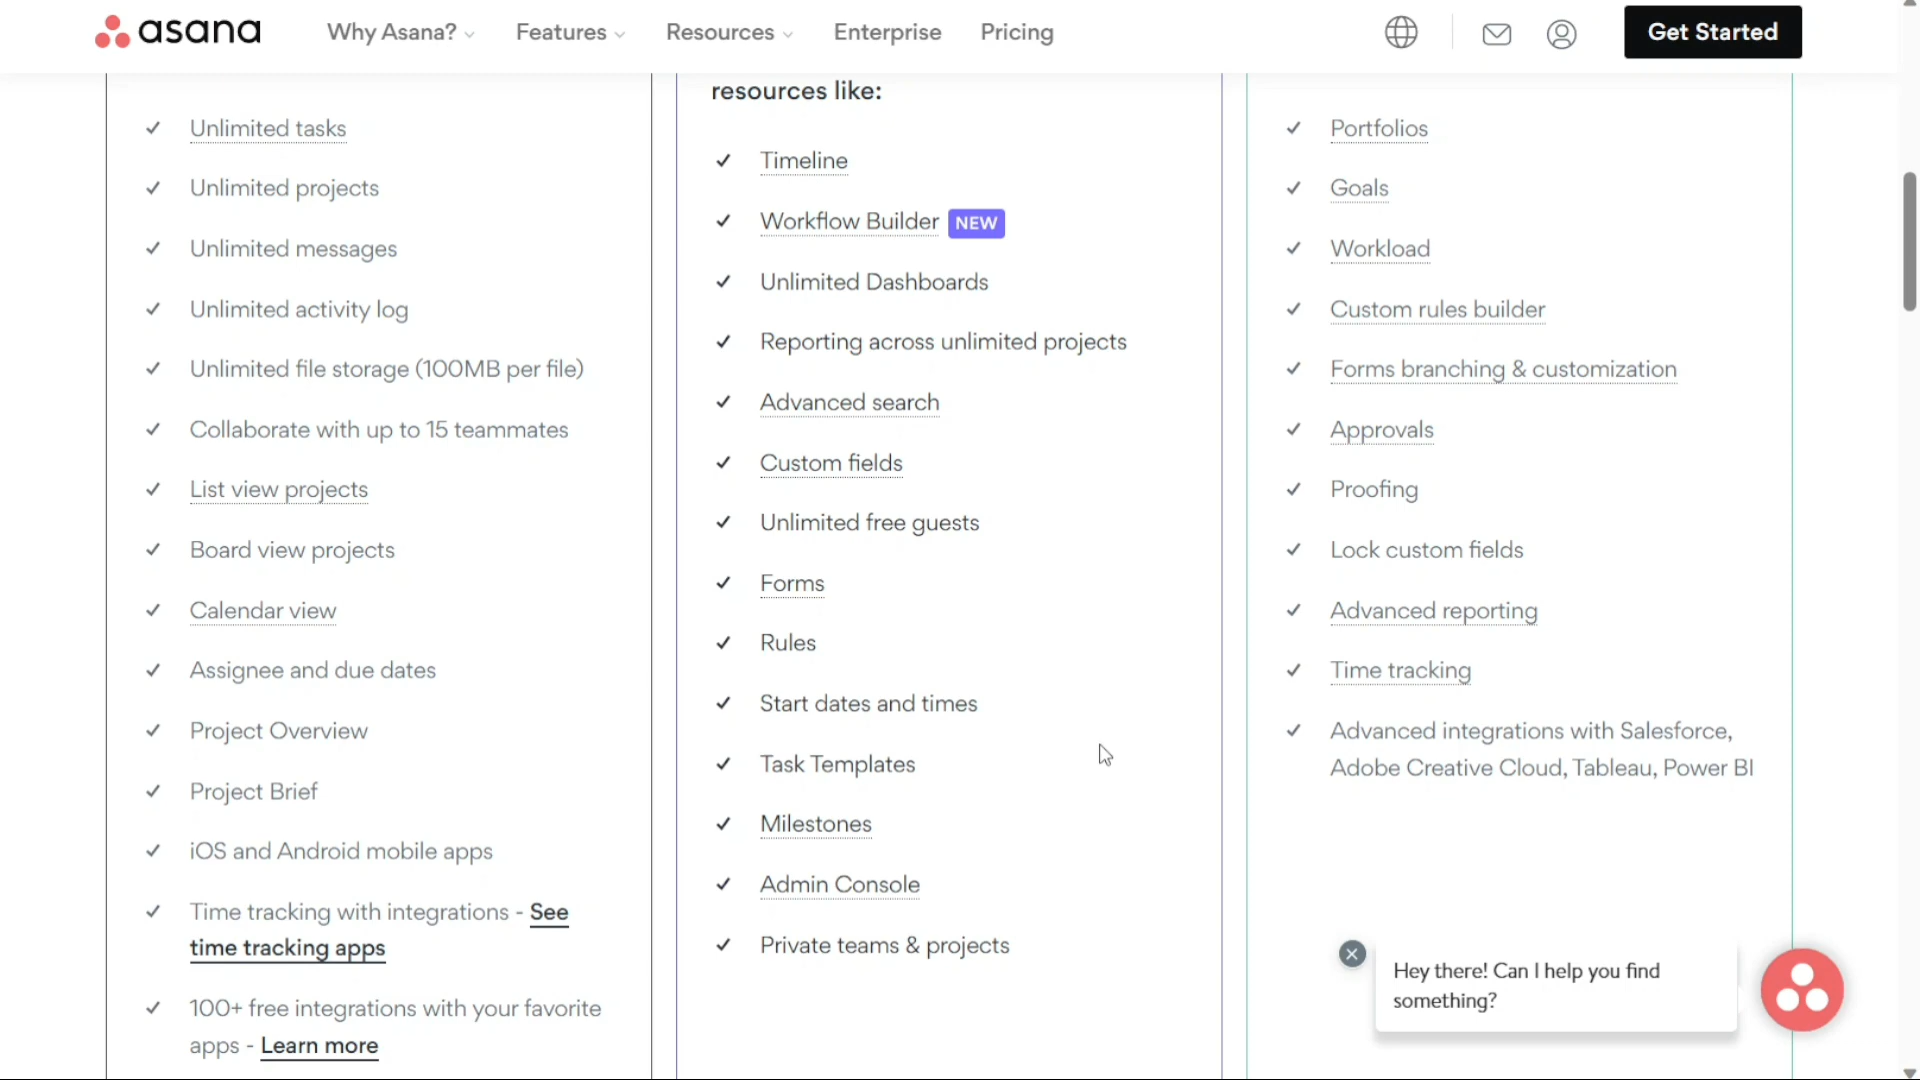 asana
Why Asana?
Features
Resources
Enterprise
Pricing
Get Started
Unlimited tasks
Unlimited projects
Unlimited messages
Unlimited activity log
Unlimited file storage (100MB per file)
Collaborate with up to 15 teammates
List view projects
Board view projects
Calendar view
Assignee and due dates
Project Overview
Project Brief
iOS and Android mobile apps
Time tracking with integrations - See
time tracking apps
100+ free integrations with your favorite
apps - Learn more
resources like:
Timeline
Workflow Builder NEW
Unlimited Dashboards
Reporting across unlimited projects
Advanced search
Custom fields
Unlimited free guests
Forms
Rules
Start dates and times
Task Templates
Milestones
Admin Console
Private teams & projects
Portfolios
Goals
Workload
Custom rules builder
Forms branching & customization
Approvals
Proofing
Lock custom fields
Advanced reporting
Time tracking
Advanced integrations with Salesforce,
Adobe Creative Cloud, Tableau, Power BI
Hey there! Can I help you find
something?